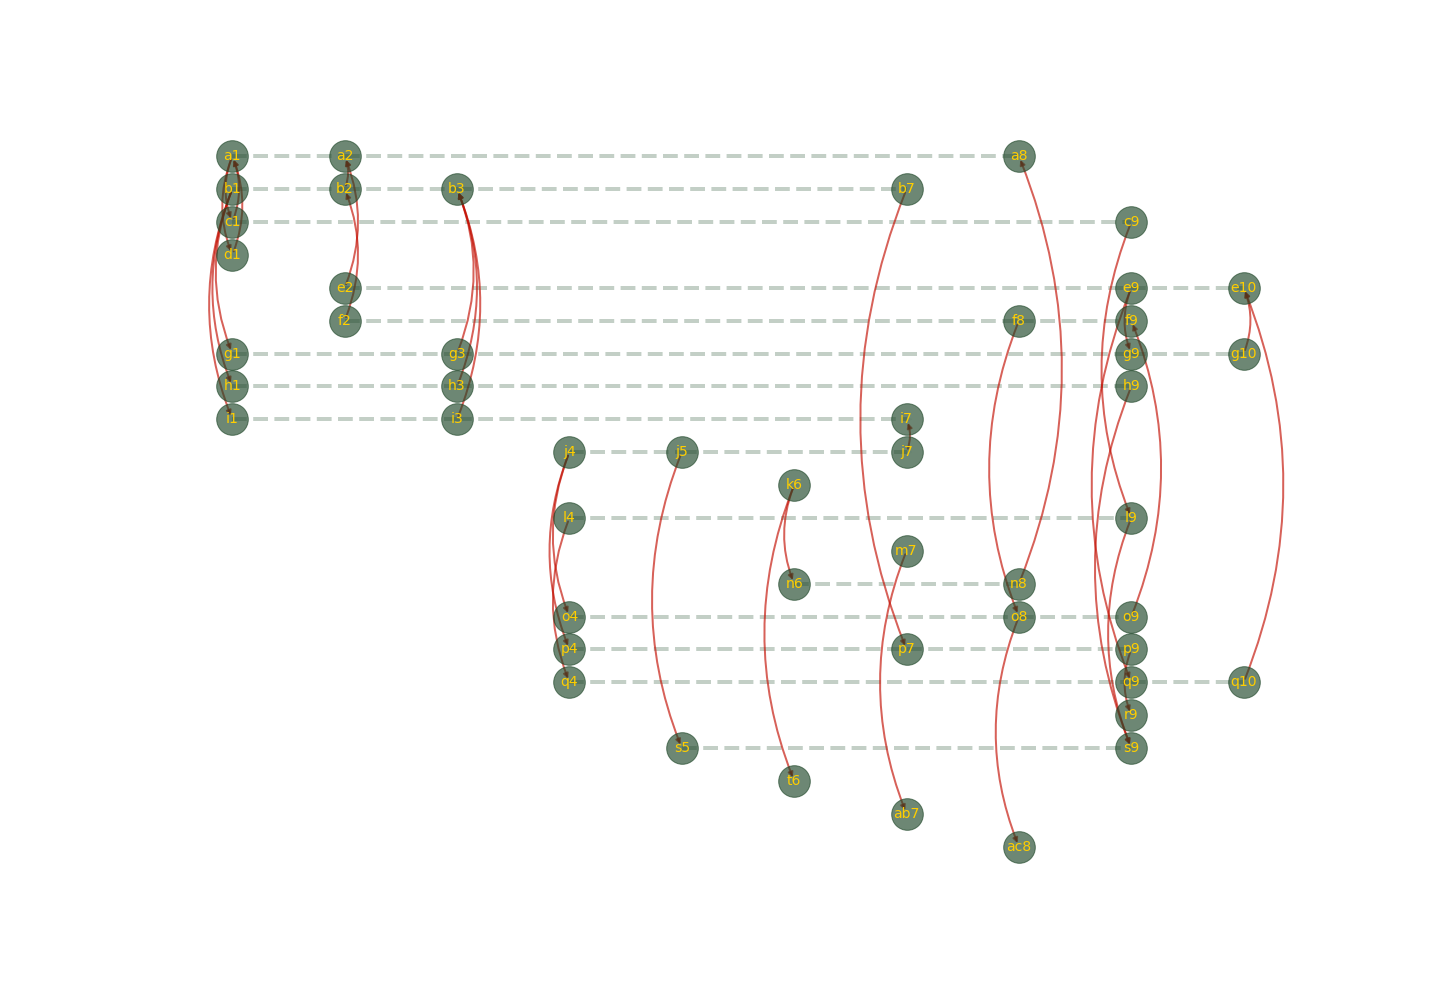 a1 a2 a8
b1 b2 b3 b7
c1 c9
d1
e2 e9 e10
f2 f8 f9
g1 g3 g9 g10
h1 h3 h9
i1 i3 i7
j4 j5 j7
k6
l4 l9
m7
n6 n8
o4 o8 o9
p4 p7 p9
q4 q9 q10
r9
s5 s9
t6
ab7
ac8